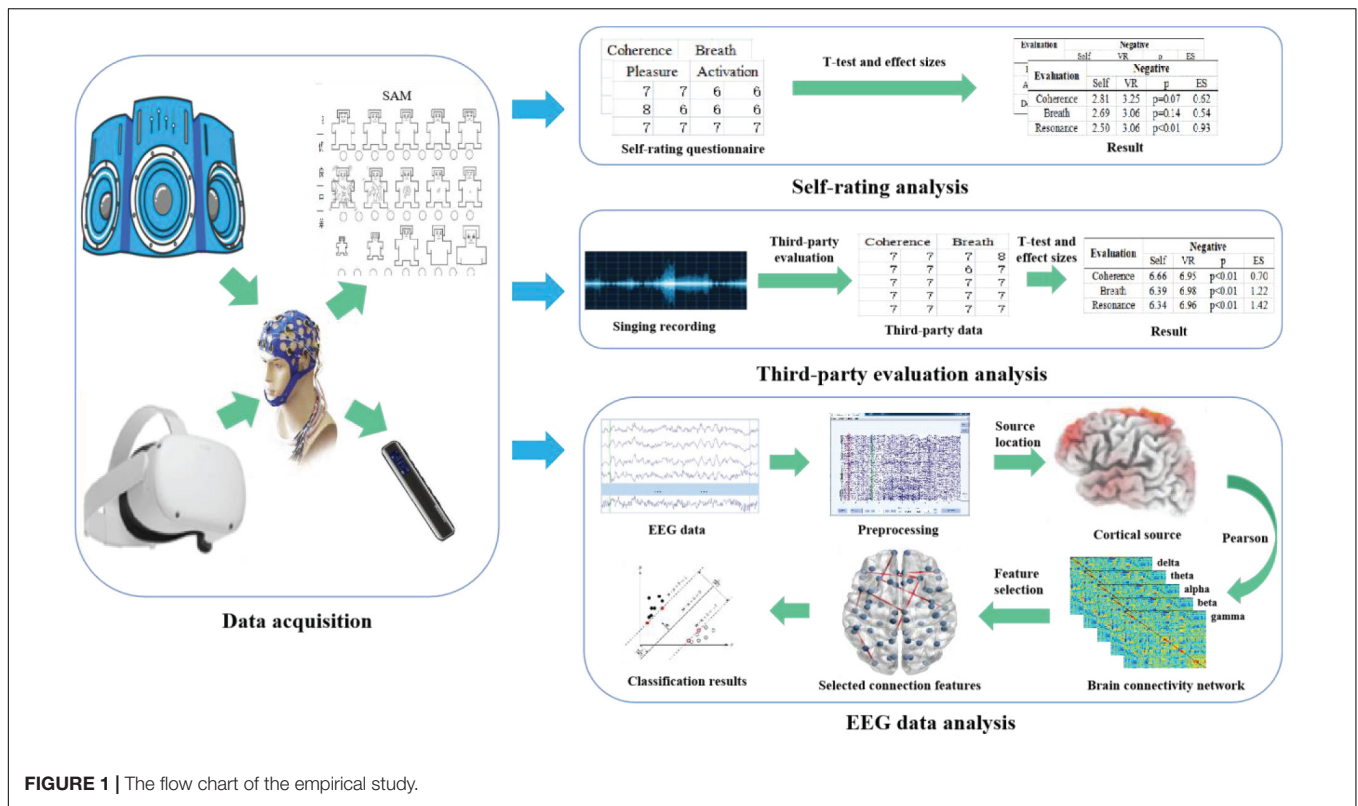 SAM
Data acquisition
Coherence Breath
Pleasure Activation
7 7 6 6
8 6 6 6
7 7 7 7
Self-rating questionnaire
T-test and effect sizes
Evaluation Negative
Self VR p ES
Evaluation Negative
Self VR p ES
Coherence 2.81 3.25 p=0.07 0.62
Breath 2.69 3.06 p=0.14 0.54
Resonance 2.50 3.06 p<0.01 0.93
Result
Self-rating analysis
Singing recording
Third-party
evaluation
Coherence Breath
7 7 7 8
7 7 6 7
7 7 7 7
7 7 7 7
7 7 7 7
Third-party data
T-test and
effect sizes
Evaluation Negative
Self VR p ES
Coherence 6.66 6.95 p<0.01 0.70
Breath 6.39 6.98 p<0.01 1.22
Resonance 6.34 6.96 p<0.01 1.42
Result
Third-party evaluation analysis
EEG data
Preprocessing
Source
location
Cortical source
Pearson
delta
theta
alpha
beta
gamma
Brain connectivity network
Feature
selection
Selected connection features
Classification results
EEG data analysis
FIGURE 1 | The flow chart of the empirical study.